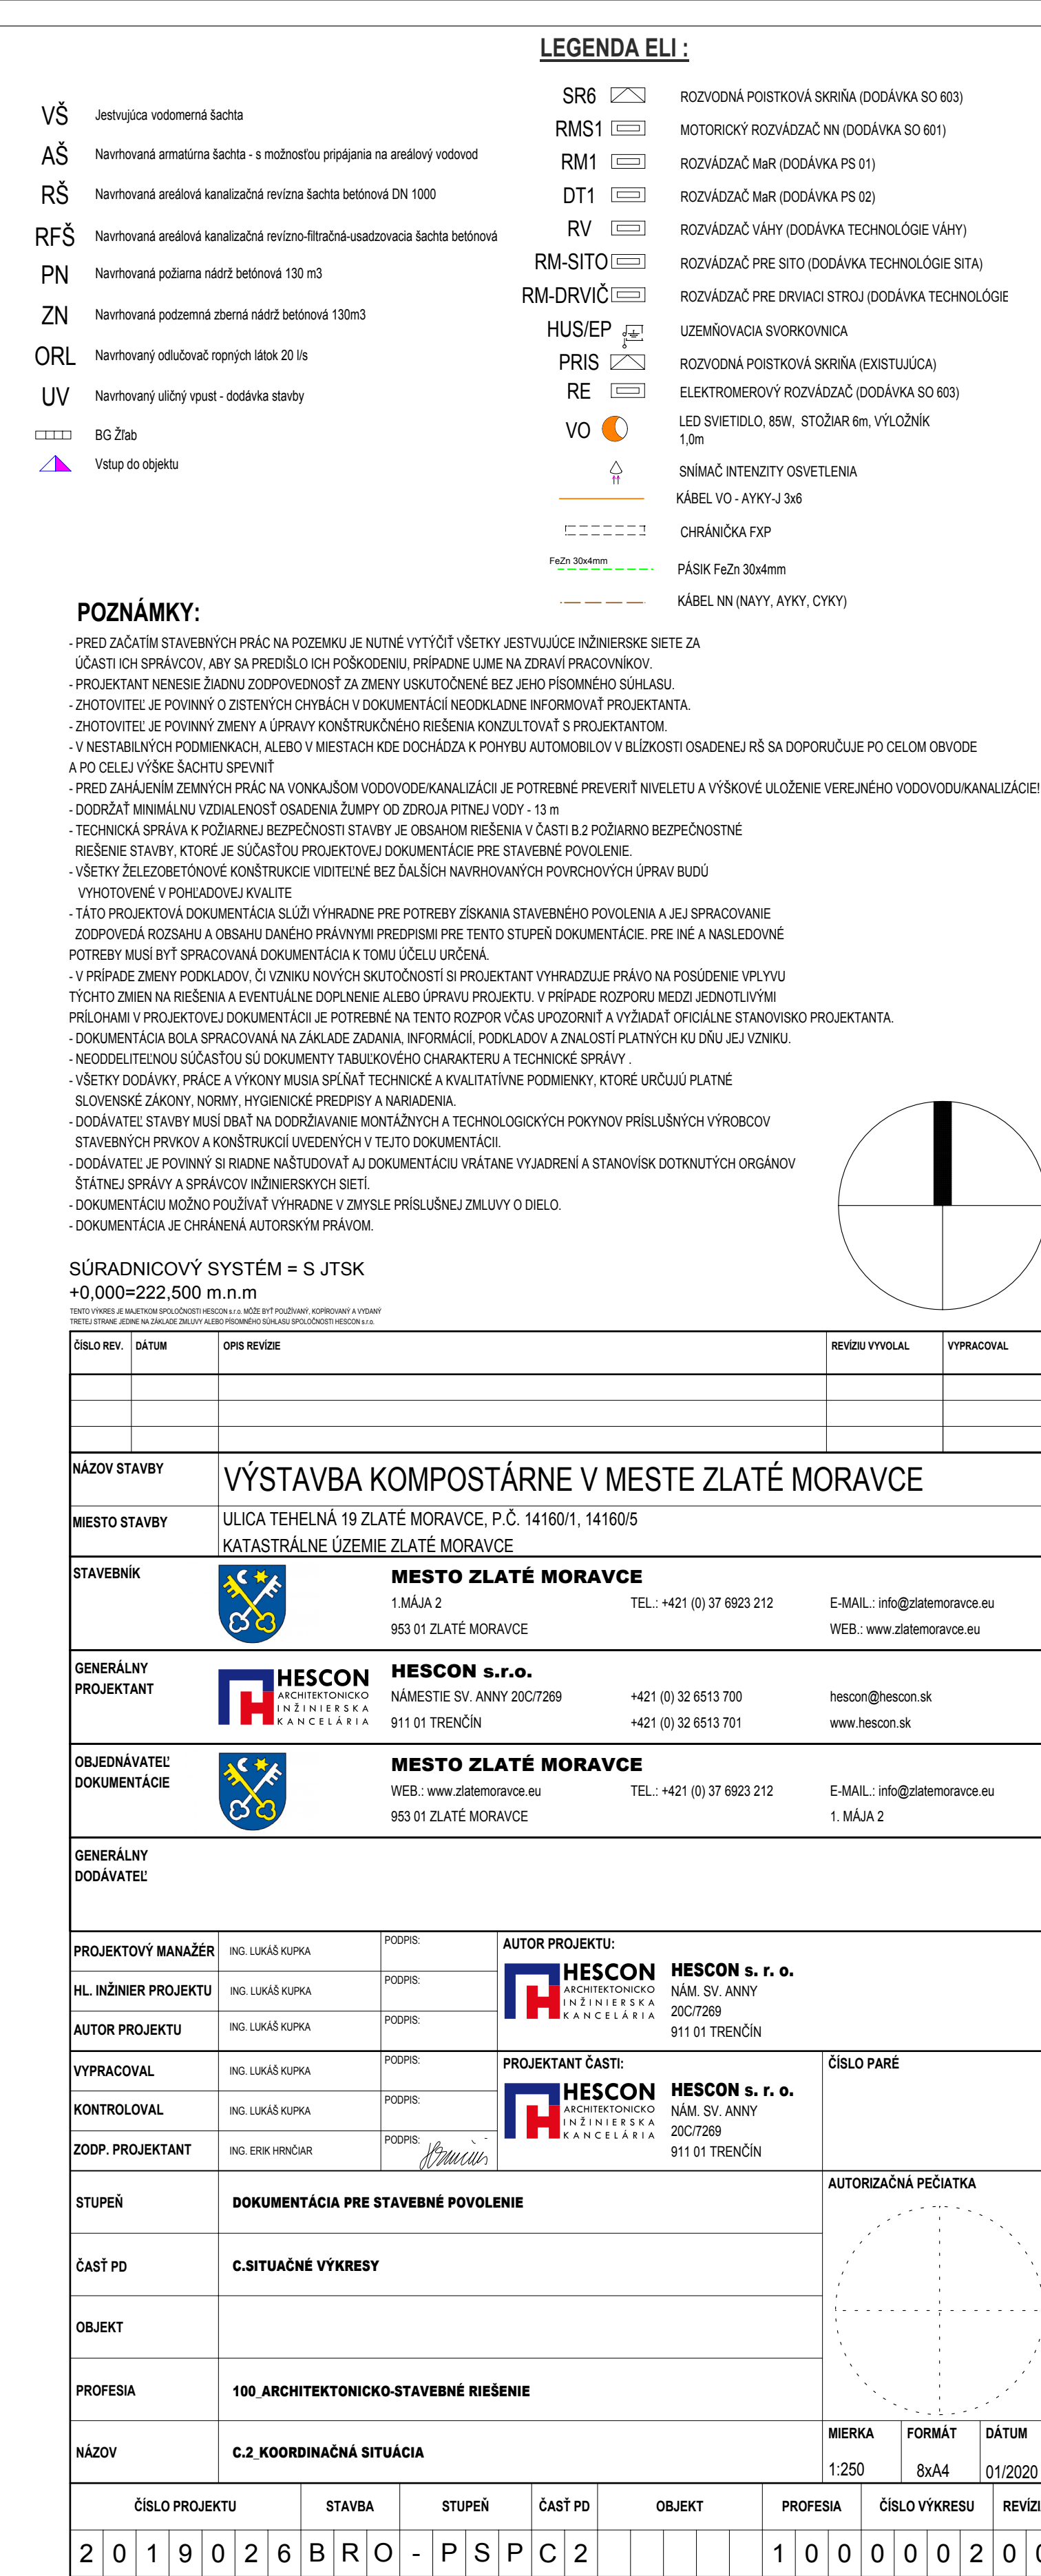 LEGENDA ELI :
VŠ Jestvujúca vodomerná šachta
AŠ Navrhovaná armatúrna šachta - s možnosťou pripájania na areálový vodovod
RŠ Navrhovaná areálová kanalizačná revízna šachta betónová DN 1000
RFŠ Navrhovaná areálová kanalizačná revízno-filtračná-usadzovacia šachta betónová
PN Navrhovaná požiarna nádrž betónová 130 m3
ZN Navrhovaná podzemná zberná nádrž betónová 130m3
ORL Navrhovaný odlučovač ropných látok 20 l/s
UV Navrhovaný uličný vpust - dodávka stavby
BG Žľab
Vstup do objektu
SR6 ROZVODNÁ POISTKOVÁ SKRIŇA (DODÁVKA SO 603)
RMS1 MOTORICKÝ ROZVÁDZAČ NN (DODÁVKA SO 601)
RM1 ROZVÁDZAČ MaR (DODÁVKA PS 01)
DT1 ROZVÁDZAČ MaR (DODÁVKA PS 02)
RV ROZVÁDZAČ VÁHY (DODÁVKA TECHNOLÓGIE VÁHY)
RM-SITO ROZVÁDZAČ PRE SITO (DODÁVKA TECHNOLÓGIE SITA)
RM-DRVIČ ROZVÁDZAČ PRE DRVIACI STROJ (DODÁVKA TECHNOLÓGIE
HUS/EP UZEMŇOVACIA SVORKOVNICA
PRIS ROZVODNÁ POISTKOVÁ SKRIŇA (EXISTUJÚCA)
RE ELEKTROMEROVÝ ROZVÁDZAČ (DODÁVKA SO 603)
VO LED SVIETIDLO, 85W, STOŽIAR 6m, VÝLOŽNÍK
1,0m
SNÍMAČ INTENZITY OSVETLENIA
KÁBEL VO - AYKY-J 3x6
CHRÁNIČKA FXP
FeZn 30x4mm PÁSIK FeZn 30x4mm
KÁBEL NN (NAYY, AYKY, CYKY)
POZNÁMKY:
- PRED ZAČATÍM STAVEBNÝCH PRÁC NA POZEMKU JE NUTNÉ VYTÝČIŤ VŠETKY JESTVUJÚCE INŽINIERSKE SIETE ZA
ÚČASTI ICH SPRÁVCOV, ABY SA PREDIŠLO ICH POŠKODENIU, PRÍPADNE UJME NA ZDRAVÍ PRACOVNÍKOV.
- PROJEKTANT NENESIE ŽIADNU ZODPOVEDNOSŤ ZA ZMENY USKUTOČNENÉ BEZ JEHO PÍSOMNÉHO SÚHLASU.
- ZHOTOVITEĽ JE POVINNÝ O ZISTENÝCH CHYBÁCH V DOKUMENTÁCIÍ NEODKLADNE INFORMOVAŤ PROJEKTANTA.
- ZHOTOVITEĽ JE POVINNÝ ZMENY A ÚPRAVY KONŠTRUKČNÉHO RIEŠENIA KONZULTOVAŤ S PROJEKTANTOM.
- V NESTABILNÝCH PODMIENKACH, ALEBO V MIESTACH KDE DOCHÁDZA K POHYBU AUTOMOBILOV V BLÍZKOSTI OSADENEJ RŠ SA DOPORUČUJE PO CELOM OBVODE
A PO CELEJ VÝŠKE ŠACHTU SPEVNIŤ
- PRED ZAHÁJENÍM ZEMNÝCH PRÁC NA VONKAJŠOM VODOVODE/KANALIZÁCII JE POTREBNÉ PREVERIŤ NIVELETU A VÝŠKOVÉ ULOŽENIE VEREJNÉHO VODOVODU/KANALIZÁCIE!
- DODRŽAŤ MINIMÁLNU VZDIALENOSŤ OSADENIA ŽUMPY OD ZDROJA PITNEJ VODY - 13 m
- TECHNICKÁ SPRÁVA K POŽIARNEJ BEZPEČNOSTI STAVBY JE OBSAHOM RIEŠENIA V ČASTI B.2 POŽIARNO BEZPEČNOSTNÉ
RIEŠENIE STAVBY, KTORÉ JE SÚČASŤOU PROJEKTOVEJ DOKUMENTÁCIE PRE STAVEBNÉ POVOLENIE.
- VŠETKY ŽELEZOBETÓNOVÉ KONŠTRUKCIE VIDITEĽNÉ BEZ ĎALŠÍCH NAVRHOVANÝCH POVRCHOVÝCH ÚPRAV BUDÚ
VYHOTOVENÉ V POHĽADOVEJ KVALITE
- TÁTO PROJEKTOVÁ DOKUMENTÁCIA SLÚŽI VÝHRADNE PRE POTREBY ZÍSKANIA STAVEBNÉHO POVOLENIA A JEJ SPRACOVANIE
ZODPOVEDÁ ROZSAHU A OBSAHU DANÉHO PRÁVNYMI PREDPISMI PRE TENTO STUPEŇ DOKUMENTÁCIE. PRE INÉ A NASLEDOVNÉ
POTREBY MUSÍ BYŤ SPRACOVANÁ DOKUMENTÁCIA K TOMU ÚČELU URČENÁ.
- V PRÍPADE ZMENY PODKLADOV, ČI VZNIKU NOVÝCH SKUTOČNOSTÍ SI PROJEKTANT VYHRADZUJE PRÁVO NA POSÚDENIE VPLYVU
TÝCHTO ZMIEN NA RIEŠENIA A EVENTUÁLNE DOPLNENIE ALEBO ÚPRAVU PROJEKTU. V PRÍPADE ROZPORU MEDZI JEDNOTLIVÝMI
PRÍLOHAMI V PROJEKTOVEJ DOKUMENTÁCII JE POTREBNÉ NA TENTO ROZPOR VČAS UPOZORNIŤ A VYŽIADAŤ OFICIÁLNE STANOVISKO PROJEKTANTA.
- DOKUMENTÁCIA BOLA SPRACOVANÁ NA ZÁKLADE ZADANIA, INFORMÁCIÍ, PODKLADOV A ZNALOSTÍ PLATNÝCH KU DŇU JEJ VZNIKU.
- NEODDELITEĽNOU SÚČASŤOU SÚ DOKUMENTY TABUĽKOVÉHO CHARAKTERU A TECHNICKÉ SPRÁVY .
- VŠETKY DODÁVKY, PRÁCE A VÝKONY MUSIA SPĹŇAŤ TECHNICKÉ A KVALITATÍVNE PODMIENKY, KTORÉ URČUJÚ PLATNÉ
SLOVENSKÉ ZÁKONY, NORMY, HYGIENICKÉ PREDPISY A NARIADENIA.
- DODÁVATEĽ STAVBY MUSÍ DBAŤ NA DODRŽIAVANIE MONTÁŽNYCH A TECHNOLOGICKÝCH POKYNOV PRÍSLUŠNÝCH VÝROBCOV
STAVEBNÝCH PRVKOV A KONŠTRUKCIÍ UVEDENÝCH V TEJTO DOKUMENTÁCII.
- DODÁVATEĽ JE POVINNÝ SI RIADNE NAŠTUDOVAŤ AJ DOKUMENTÁCIU VRÁTANE VYJADRENÍ A STANOVÍSK DOTKNUTÝCH ORGÁNOV
ŠTÁTNEJ SPRÁVY A SPRÁVCOV INŽINIERSKYCH SIETÍ.
- DOKUMENTÁCIU MOŽNO POUŽÍVAŤ VÝHRADNE V ZMYSLE PRÍSLUŠNEJ ZMLUVY O DIELO.
- DOKUMENTÁCIA JE CHRÁNENÁ AUTORSKÝM PRÁVOM.
SÚRADNICOVÝ SYSTÉM = S JTSK
+0,000=222,500 m.n.m
TENTO VÝKRES JE MAJETKOM SPOLOČNOSTI HESCON s.r.o. MÔŽE BYŤ POUŽÍVANÝ, KOPÍROVANÝ A VYDANÝ
TRETEJ STRANE JEDINE NA ZÁKLADE ZMLUVY ALEBO PÍSOMNÉHO SÚHLASU SPOLOČNOSTI HESCON s.r.o.
ČÍSLO REV. DÁTUM OPIS REVÍZIE REVÍZIU VYVOLAL VYPRACOVAL
NÁZOV STAVBY VÝSTAVBA KOMPOSTÁRNE V MESTE ZLATÉ MORAVCE
MIESTO STAVBY ULICA TEHELNÁ 19 ZLATÉ MORAVCE, P.Č. 14160/1, 14160/5
KATASTRÁLNE ÚZEMIE ZLATÉ MORAVCE
STAVEBNÍK MESTO ZLATÉ MORAVCE
1.MÁJA 2 TEL.: +421 (0) 37 6923 212 E-MAIL.: info@zlatemoravce.eu
953 01 ZLATÉ MORAVCE WEB.: www.zlatemoravce.eu
GENERÁLNY PROJEKTANT
HESCON ARCHITEKTONICKO INŽINIERSKA KANCELÁRIA
HESCON s.r.o.
NÁMESTIE SV. ANNY 20C/7269 +421 (0) 32 6513 700 hescon@hescon.sk
911 01 TRENČÍN +421 (0) 32 6513 701 www.hescon.sk
OBJEDNÁVATEĽ DOKUMENTÁCIE
MESTO ZLATÉ MORAVCE
WEB.: www.zlatemoravce.eu TEL.: +421 (0) 37 6923 212 E-MAIL.: info@zlatemoravce.eu
953 01 ZLATÉ MORAVCE 1. MÁJA 2
GENERÁLNY
DODÁVATEĽ
PROJEKTOVÝ MANAŽÉR ING. LUKÁŠ KUPKA PODPIS:
HL. INŽINIER PROJEKTU ING. LUKÁŠ KUPKA PODPIS:
AUTOR PROJEKTU ING. LUKÁŠ KUPKA PODPIS:
AUTOR PROJEKTU:
HESCON ARCHITEKTONICKO INŽINIERSKA KANCELÁRIA
HESCON s. r. o.
NÁM. SV. ANNY
20C/7269
911 01 TRENČÍN
VYPRACOVAL ING. LUKÁŠ KUPKA PODPIS:
KONTROLOVAL ING. LUKÁŠ KUPKA PODPIS:
ZODP. PROJEKTANT ING. ERIK HRNČIAR PODPIS:
PROJEKTANT ČASTI:
HESCON ARCHITEKTONICKO INŽINIERSKA KANCELÁRIA
HESCON s. r. o.
NÁM. SV. ANNY
20C/7269
911 01 TRENČÍN
ČÍSLO PARÉ
STUPEŇ DOKUMENTÁCIA PRE STAVEBNÉ POVOLENIE
AUTORIZAČNÁ PEČIATKA
ČASŤ PD C.SITUAČNÉ VÝKRESY
OBJEKT
PROFESIA 100_ARCHITEKTONICKO-STAVEBNÉ RIEŠENIE
NÁZOV C.2_KOORDINAČNÁ SITUÁCIA
MIERKA FORMÁT DÁTUM
1:250 8xA4 01/2020
ČÍSLO PROJEKTU STAVBA STUPEŇ ČASŤ PD OBJEKT PROFESIA ČÍSLO VÝKRESU
2 0 1 9 0 2 6 B R O - P S P C 2 1 0 0 0 0 0 2 0